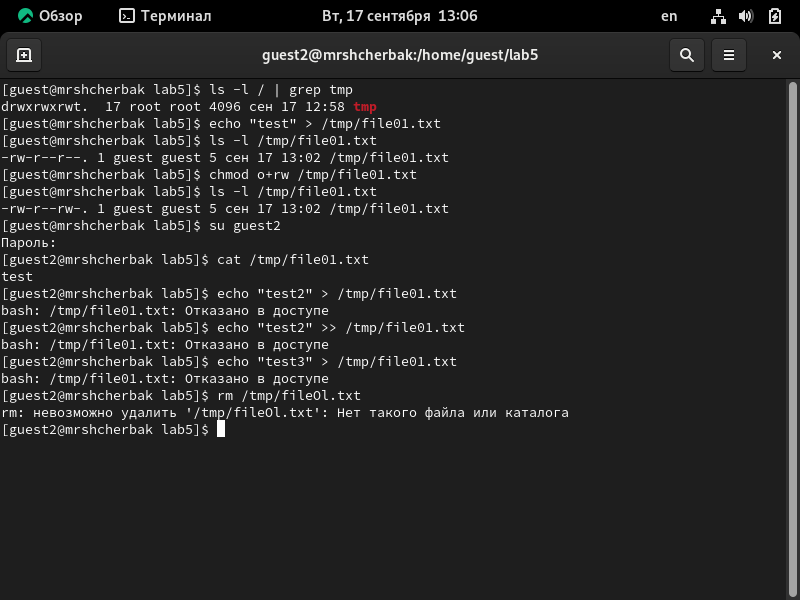 Обзор Терминал Вт, 17 сентября 13:06 en
guest2@mrshcherbak:/home/guest/lab5
[guest@mrshcherbak lab5]$ ls -l / | grep tmp
drwxrwxrwt.  17 root root 4096 сен 17 12:58 tmp
[guest@mrshcherbak lab5]$ echo "test" > /tmp/file01.txt
[guest@mrshcherbak lab5]$ ls -l /tmp/file01.txt
-rw-r--r--. 1 guest guest 5 сен 17 13:02 /tmp/file01.txt
[guest@mrshcherbak lab5]$ chmod o+rw /tmp/file01.txt
[guest@mrshcherbak lab5]$ ls -l /tmp/file01.txt
-rw-r--rw-. 1 guest guest 5 сен 17 13:02 /tmp/file01.txt
[guest@mrshcherbak lab5]$ su guest2
Пароль:
[guest2@mrshcherbak lab5]$ cat /tmp/file01.txt
test
[guest2@mrshcherbak lab5]$ echo "test2" > /tmp/file01.txt
bash: /tmp/file01.txt: Отказано в доступе
[guest2@mrshcherbak lab5]$ echo "test2" >> /tmp/file01.txt
bash: /tmp/file01.txt: Отказано в доступе
[guest2@mrshcherbak lab5]$ echo "test3" > /tmp/file01.txt
bash: /tmp/file01.txt: Отказано в доступе
[guest2@mrshcherbak lab5]$ rm /tmp/fileOl.txt
rm: невозможно удалить '/tmp/fileOl.txt': Нет такого файла или каталога
[guest2@mrshcherbak lab5]$